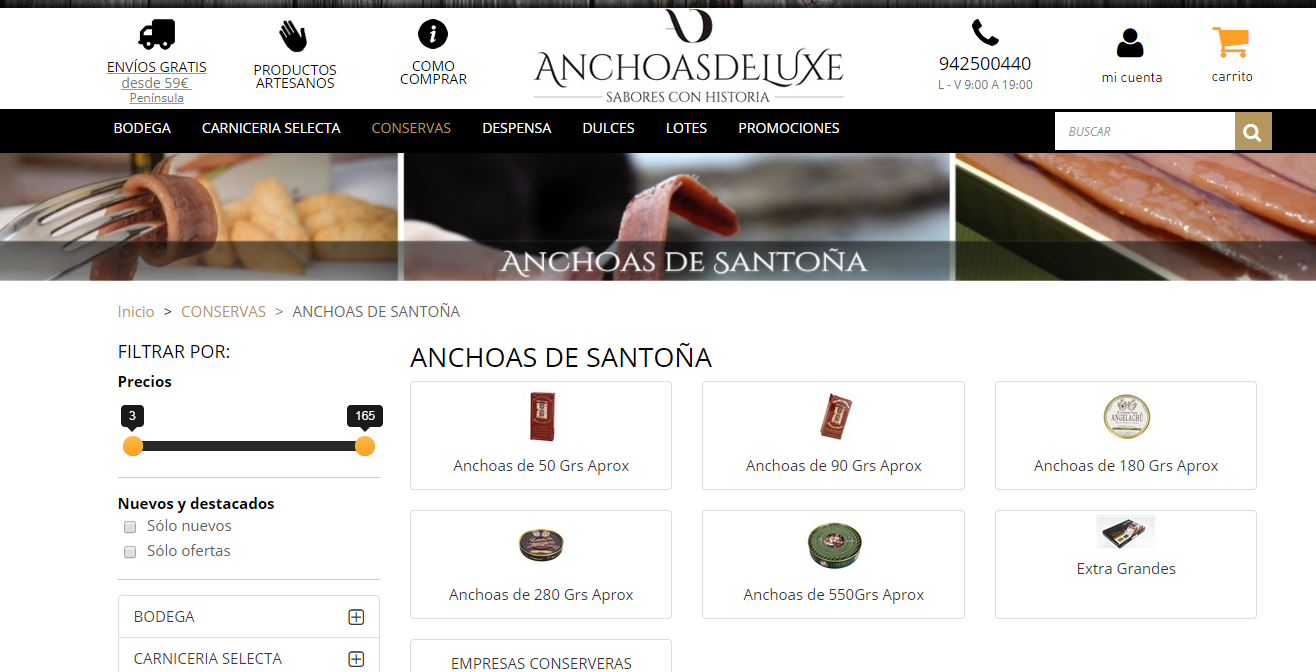 ENVÍOS GRATIS
desde 59€
Península
PRODUCTOS
ARTESANOS
COMO
COMPRAR
ANCHOASDELUXE
SABORES CON HISTORIA
942500440
L - V 9:00 A 19:00
mi cuenta
carrito
BODEGA CARNICERIA SELECTA CONSERVAS DESPENSA DULCES LOTES PROMOCIONES
BUSCAR
ANCHOAS DE SANTOÑA
Inicio > CONSERVAS > ANCHOAS DE SANTOÑA
FILTRAR POR:
Precios
3 165
Nuevos y destacados
Sólo nuevos
Sólo ofertas
BODEGA
CARNICERIA SELECTA
ANCHOAS DE SANTOÑA
Anchoas de 50 Grs Aprox
Anchoas de 90 Grs Aprox
ANGELACHU
Anchoas de 180 Grs Aprox
Anchoas de 280 Grs Aprox
Anchoas de 550Grs Aprox
Extra Grandes
EMPRESAS CONSERVERAS